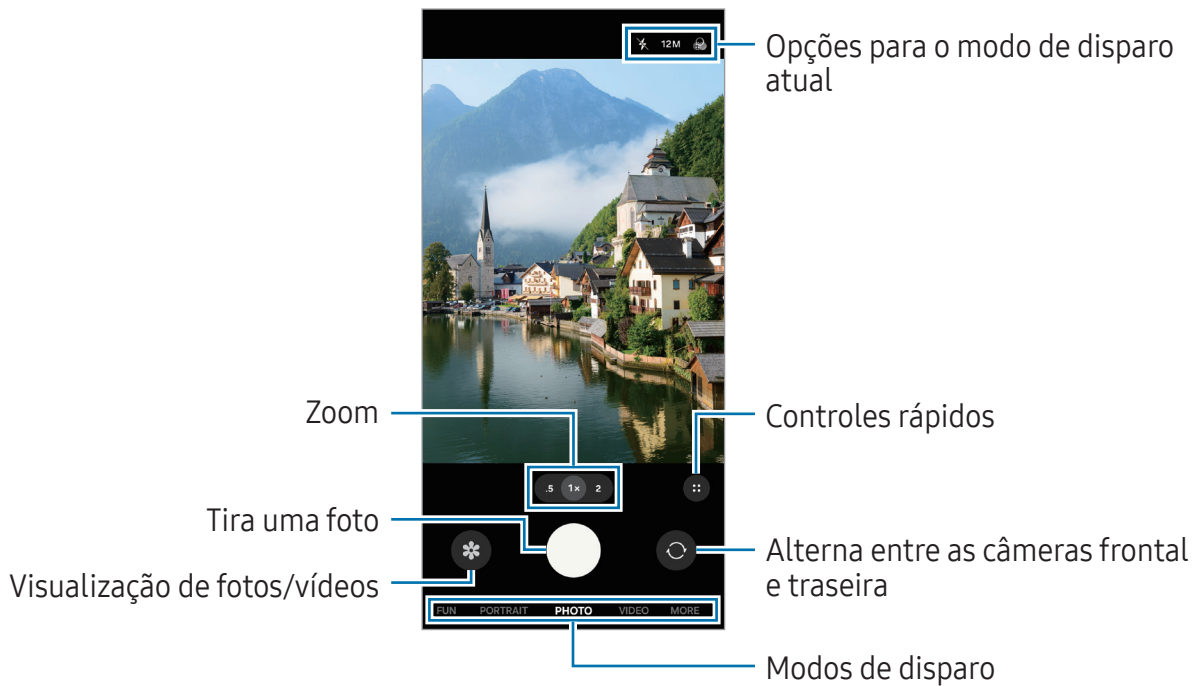 12M
Opções para o modo de disparo
atual
Zoom
Controles rápidos
.5 1× 2
Tira uma foto
Alterna entre as câmeras frontal
e traseira
Visualização de fotos/vídeos
FUN PORTRAIT PHOTO VIDEO MORE
Modos de disparo